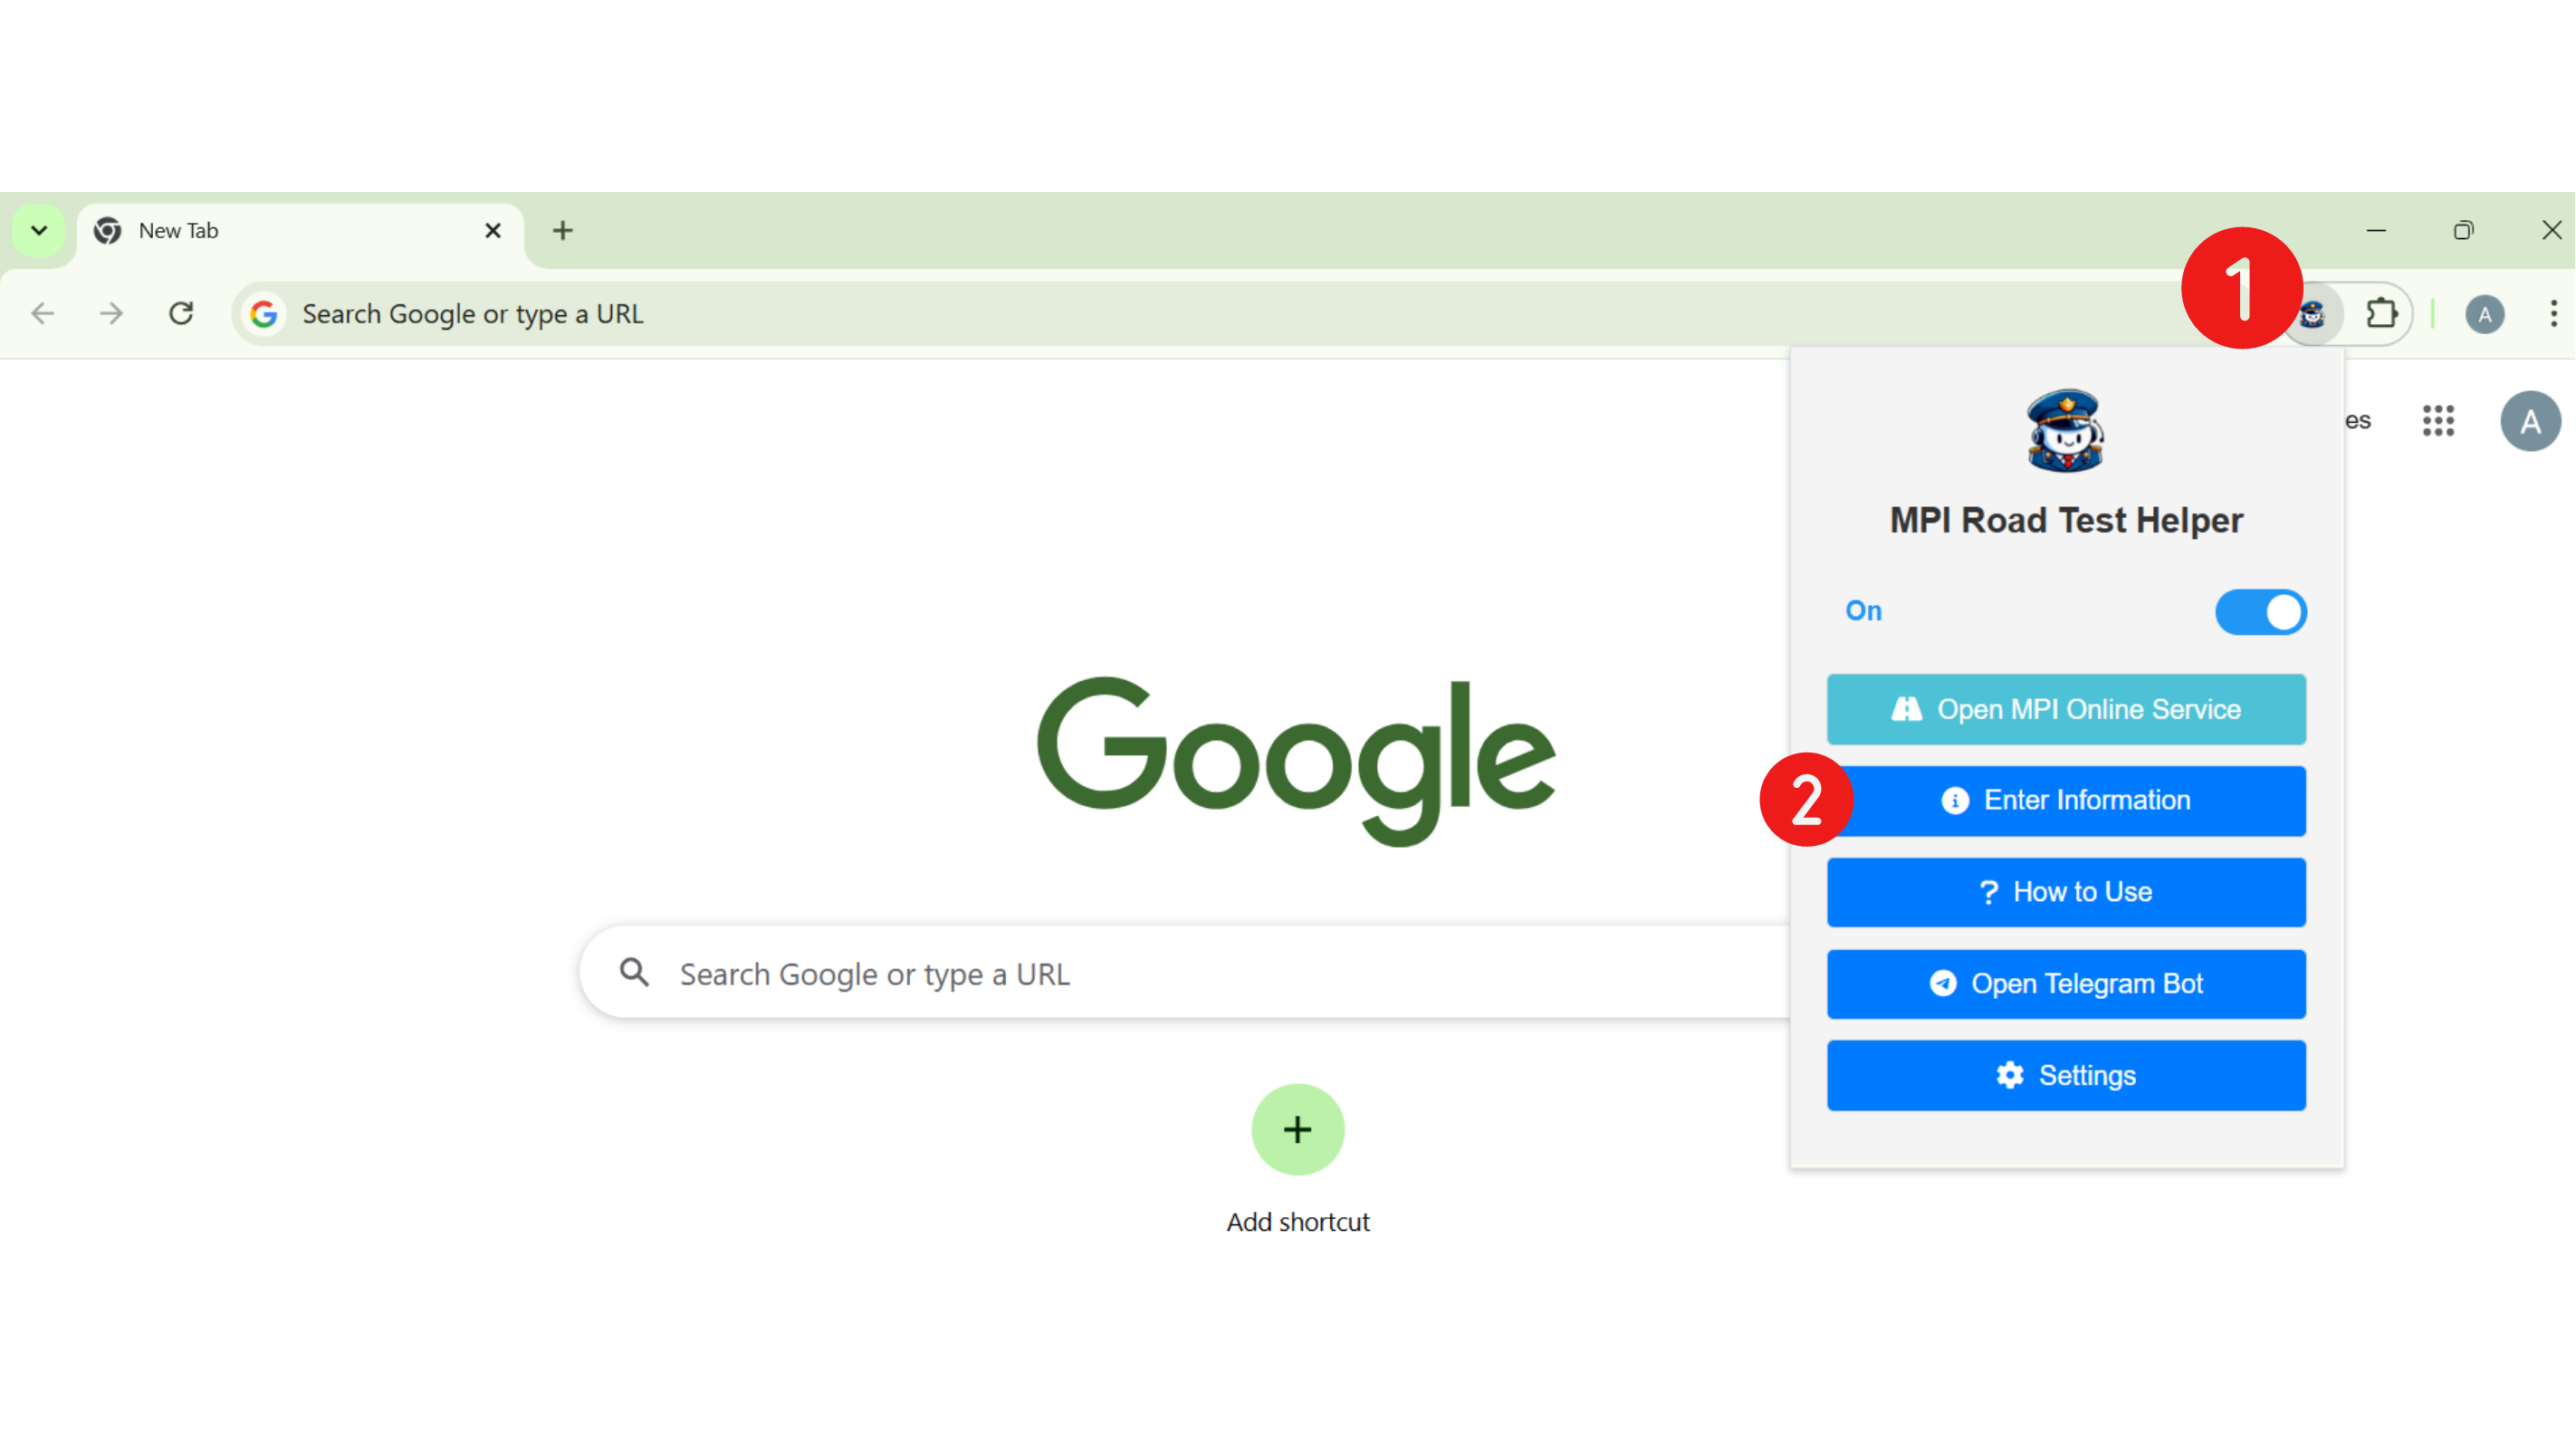 New Tab
1
Search Google or type a URL
A
es
A
MPI Road Test Helper
On
Open MPI Online Service
2
Enter Information
? How to Use
Open Telegram Bot
Settings
Google
Search Google or type a URL
Add shortcut